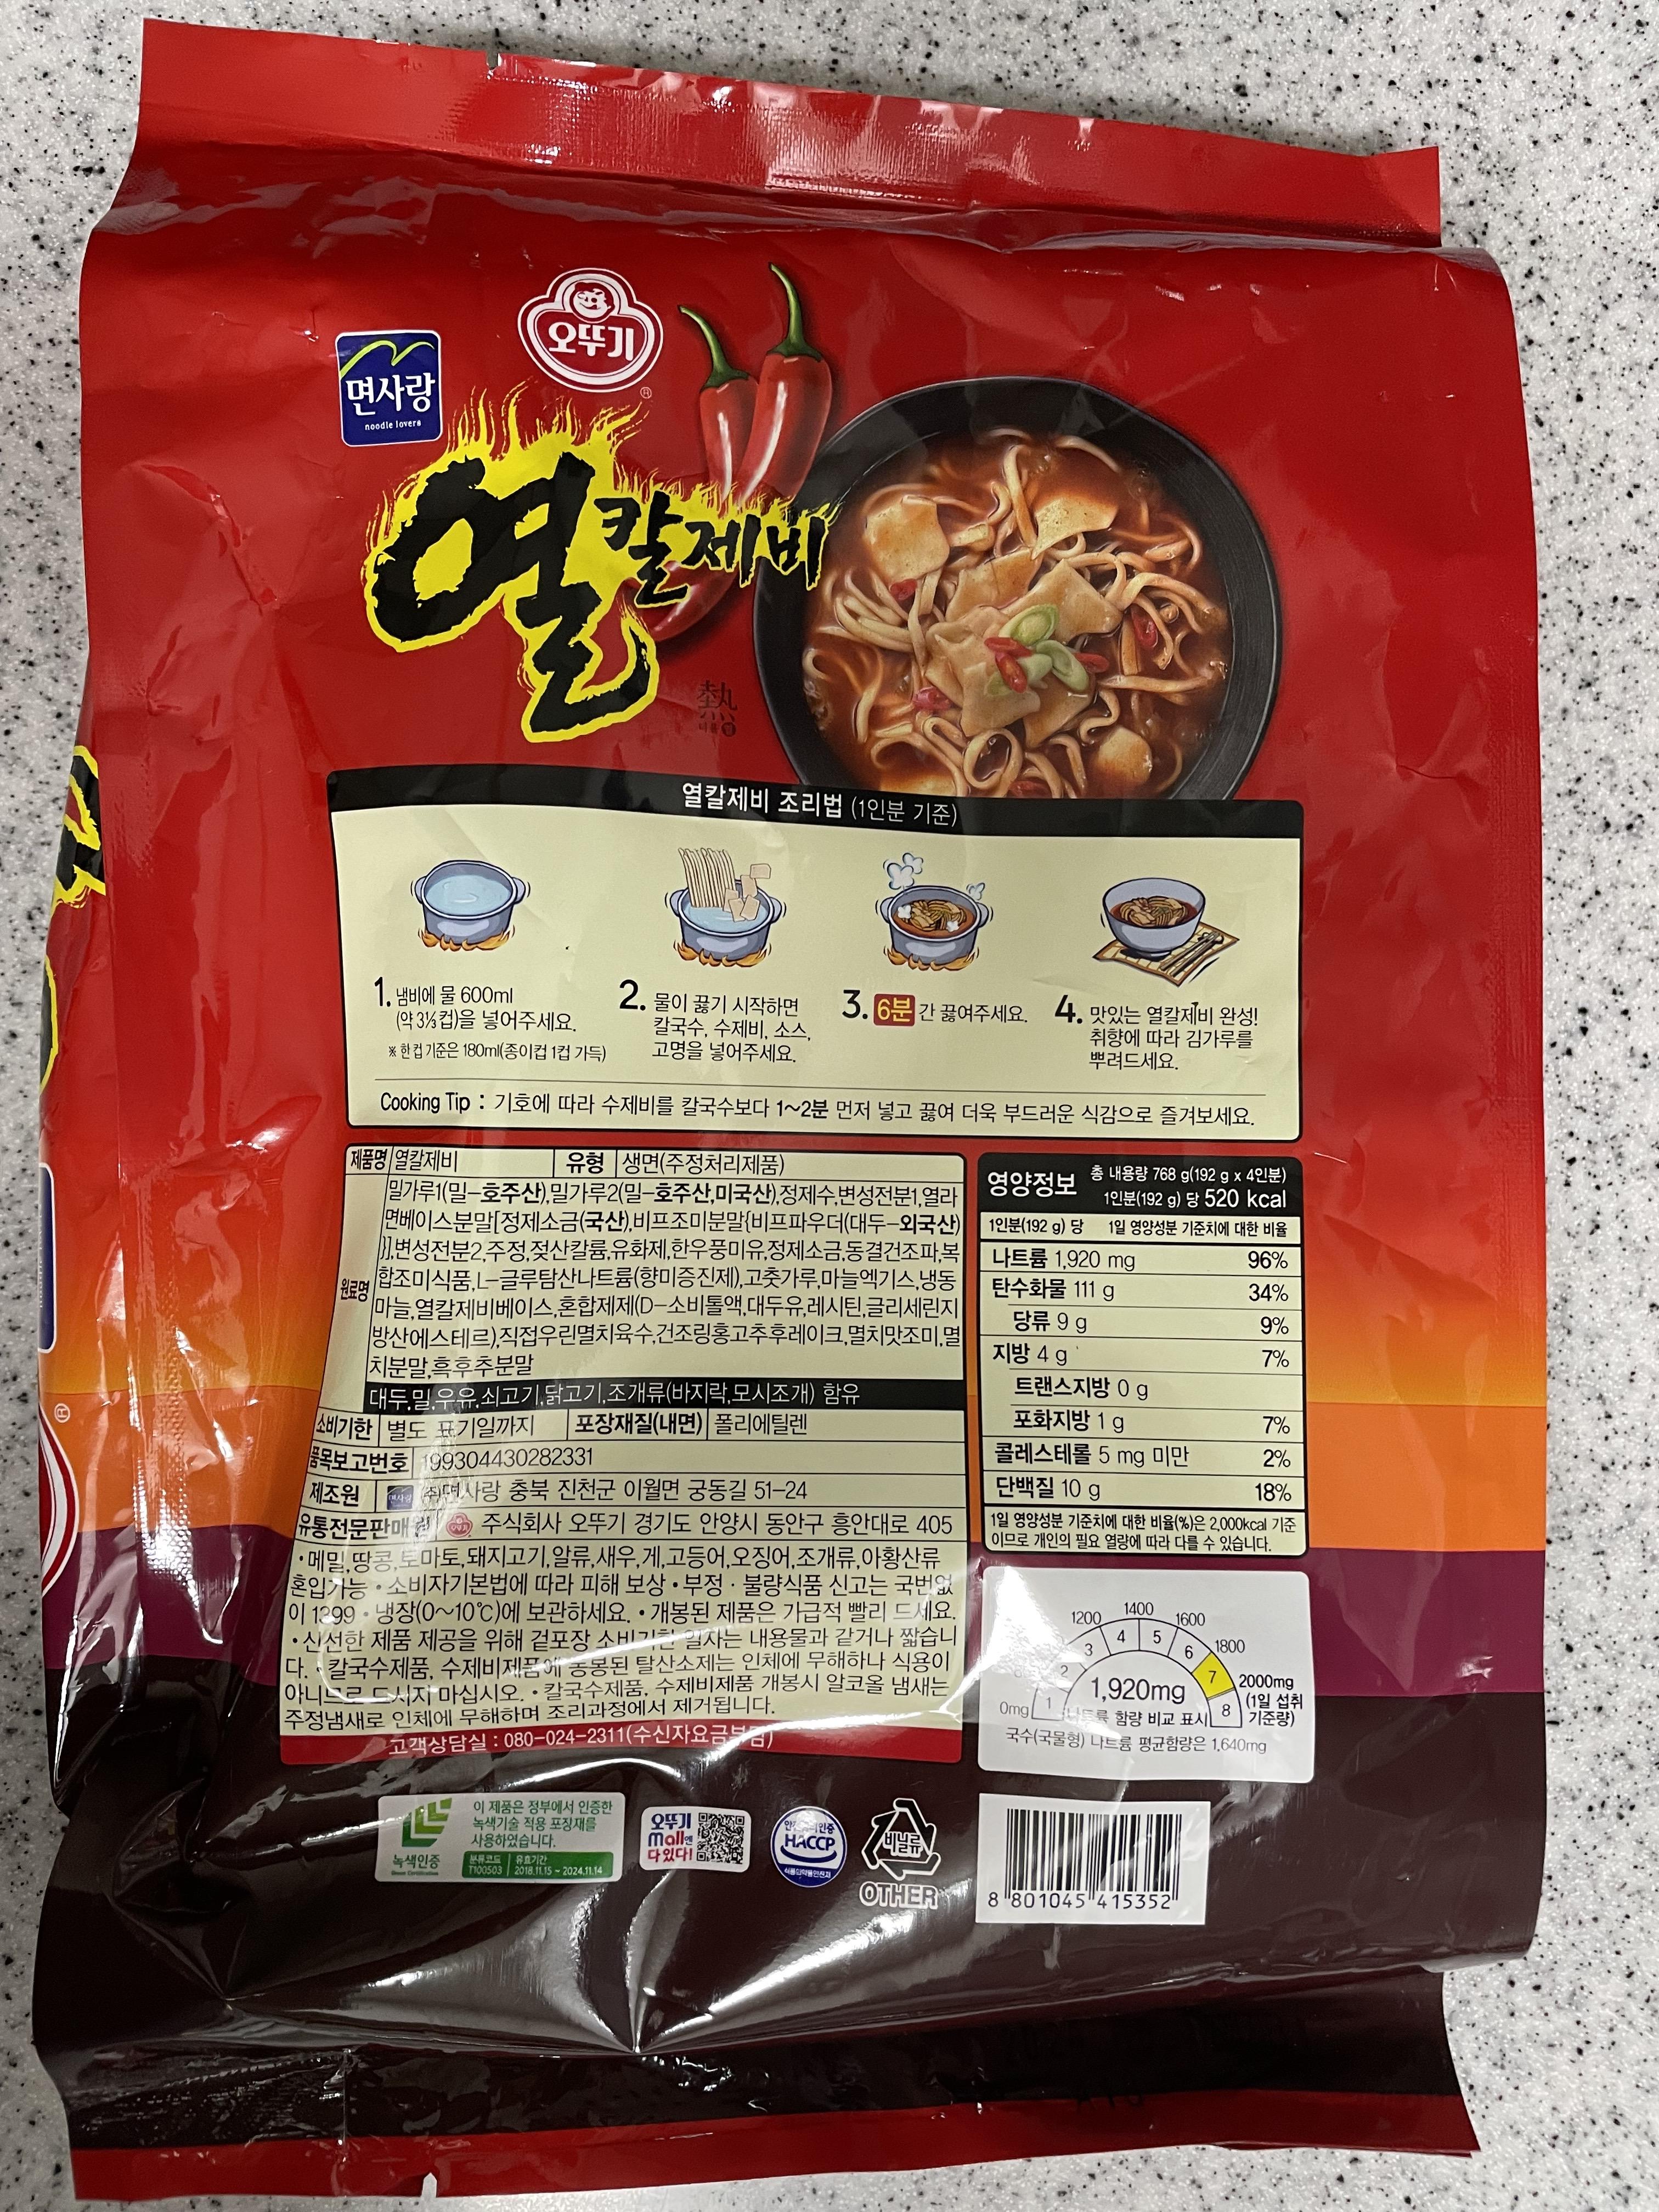 오뚜기
®
면사랑
noodle lovers
열칼제비
熱
열칼제비 조리법 (1인분 기준)
1. 냄비에 물 600ml
(약 3⅓컵)을 넣어주세요.
※ 한 컵 기준은 180ml(종이컵 1컵 가득)
2. 물이 끓기 시작하면
칼국수, 수제비, 소스,
고명을 넣어주세요.
3. 6분 간 끓여주세요.
4. 맛있는 열칼제비 완성!
취향에 따라 김가루를
뿌려드세요.
Cooking Tip : 기호에 따라 수제비를 칼국수보다 1~2분 먼저 넣고 끓여 더욱 부드러운 식감으로 즐겨보세요.
제품명 열칼제비 유형 생면(주정처리제품)
원료명
밀가루1(밀-호주산),밀가루2(밀-호주산,미국산),정제수,변성전분1,열라
면베이스분말[정제소금(국산),비프조미분말{비프파우더(대두-외국산)
}],변성전분2,주정,젖산칼륨,유화제,한우풍미유,정제소금,동결건조파,복
합조미식품,L-글루탐산나트륨(향미증진제),고춧가루,마늘엑기스,냉동
마늘,열칼제비베이스,혼합제제(D-소비톨액,대두유,레시틴,글리세린지
방산에스테르),직접우린멸치육수,건조링홍고추후레이크,멸치맛조미,멸
치분말,흑후추분말
대두,밀,우유,쇠고기,닭고기,조개류(바지락,모시조개) 함유
소비기한 별도 표기일까지 포장재질(내면) 폴리에틸렌
품목보고번호 199304430282331
제조원 면사랑 ㈜면사랑 충북 진천군 이월면 궁동길 51-24
유통전문판매원 오뚜기 주식회사 오뚜기 경기도 안양시 동안구 흥안대로 405
•메밀,땅콩,토마토,돼지고기,알류,새우,게,고등어,오징어,조개류,아황산류
혼입가능 •소비자기본법에 따라 피해 보상 •부정·불량식품 신고는 국번없
이 1399 •냉장(0~10℃)에 보관하세요. •개봉된 제품은 가급적 빨리 드세요.
•신선한 제품 제공을 위해 겉포장 소비기한 일자는 내용물과 같거나 짧습니
다. •칼국수제품, 수제비제품에 동봉된 탈산소제는 인체에 무해하나 식용이
아니므로 드시지 마십시오. •칼국수제품, 수제비제품 개봉시 알코올 냄새는
주정냄새로 인체에 무해하며 조리과정에서 제거됩니다.
고객상담실 : 080-024-2311(수신자요금부담)
영양정보 총 내용량 768 g(192 g x 4인분)
1인분(192 g) 당 520 kcal
1인분(192 g) 당 1일 영양성분 기준치에 대한 비율
나트륨 1,920 mg 96%
탄수화물 111 g 34%
당류 9 g 9%
지방 4 g 7%
트랜스지방 0 g
포화지방 1 g 7%
콜레스테롤 5 mg 미만 2%
단백질 10 g 18%
1일 영양성분 기준치에 대한 비율(%)은 2,000kcal 기준
이므로 개인의 필요 열량에 따라 다를 수 있습니다.
1200 1400 1600 1800
2000mg
(1일 섭취
기준량)
0mg
1 2 3 4 5 6 7 8
1,920mg
나트륨 함량 비교 표시
국수(국물형) 나트륨 평균함량은 1,640mg
녹색인증
이 제품은 정부에서 인증한
녹색기술 적용 포장재를
사용하였습니다.
분류코드 유효기간
T100503 2018.11.15 ~ 2024.11.14
오뚜기
mall엔
다 있다!
HACCP
비닐류
OTHER
8 801045 415352
®